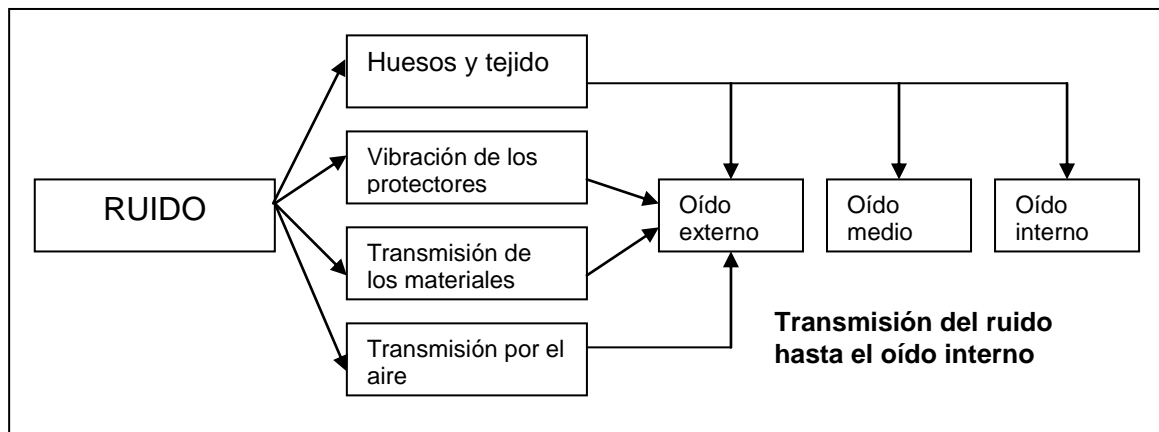 Huesos y tejido
Vibración de los
protectores
RUIDO
Transmisión de
los materiales
Transmisión por el
aire
Oído
externo
Oído
medio
Oído
interno
Transmisión del ruido
hasta el oído interno